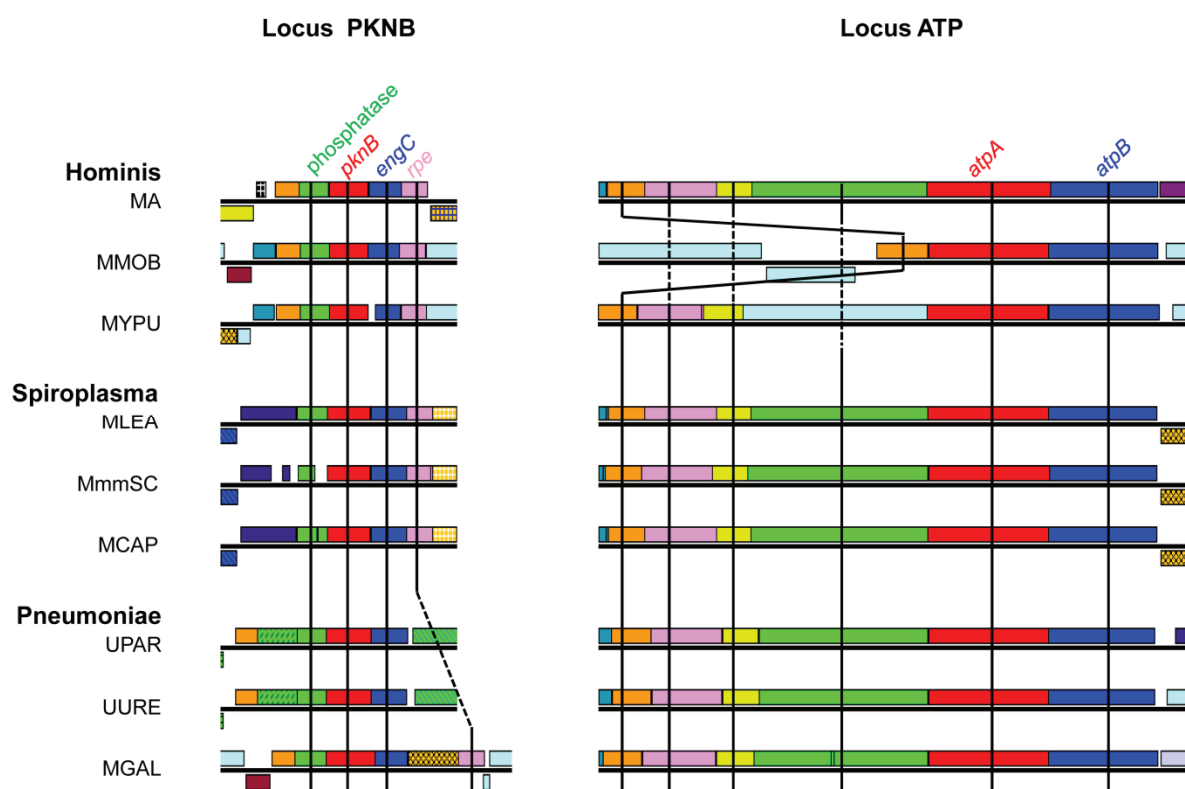 Locus PKNB
Locus ATP
phosphatase
pknB
engC
rpe
atpA
atpB
Hominis
MA
MMOB
MYPU
Spiroplasma
MLEA
MmmSC
MCAP
Pneumoniae
UPAR
UURE
MGAL